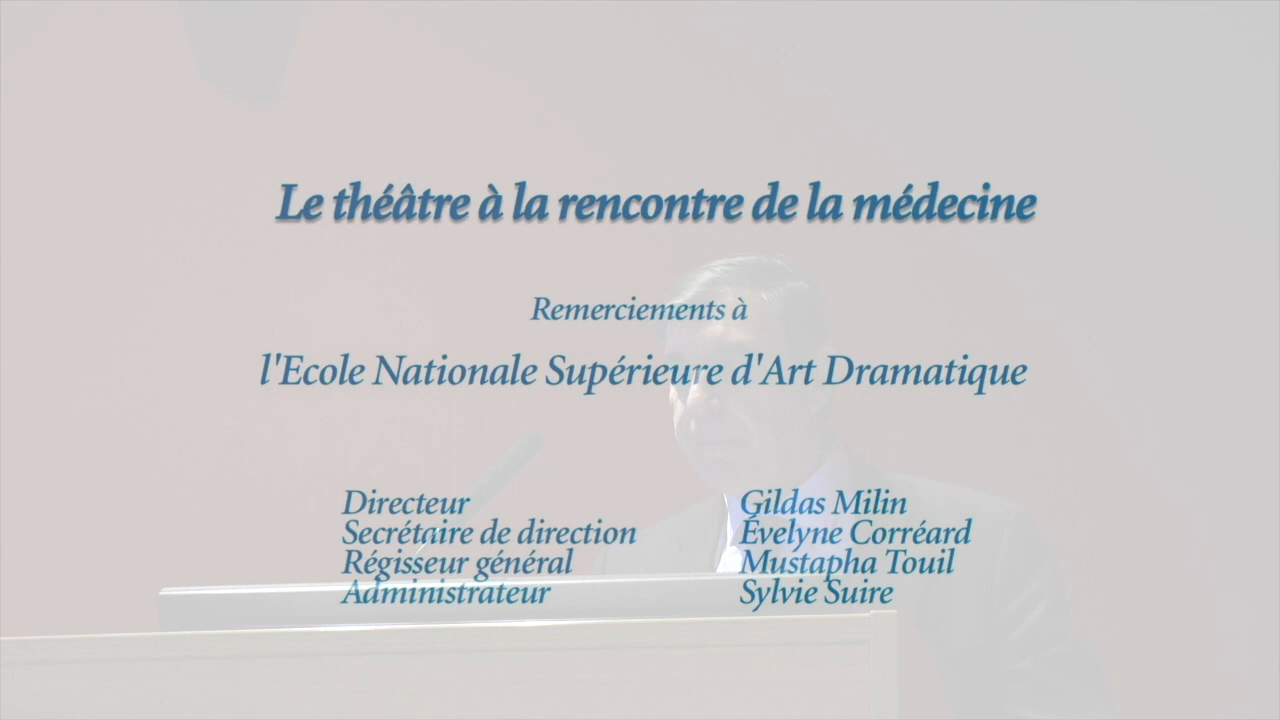 Le théâtre à la rencontre de la médecine
Remerciements à
l'Ecole Nationale Supérieure d'Art Dramatique
Directeur Gildas Milin
Secrétaire de direction Évelyne Corréard
Régisseur général Mustapha Touil
Administrateur Sylvie Suire